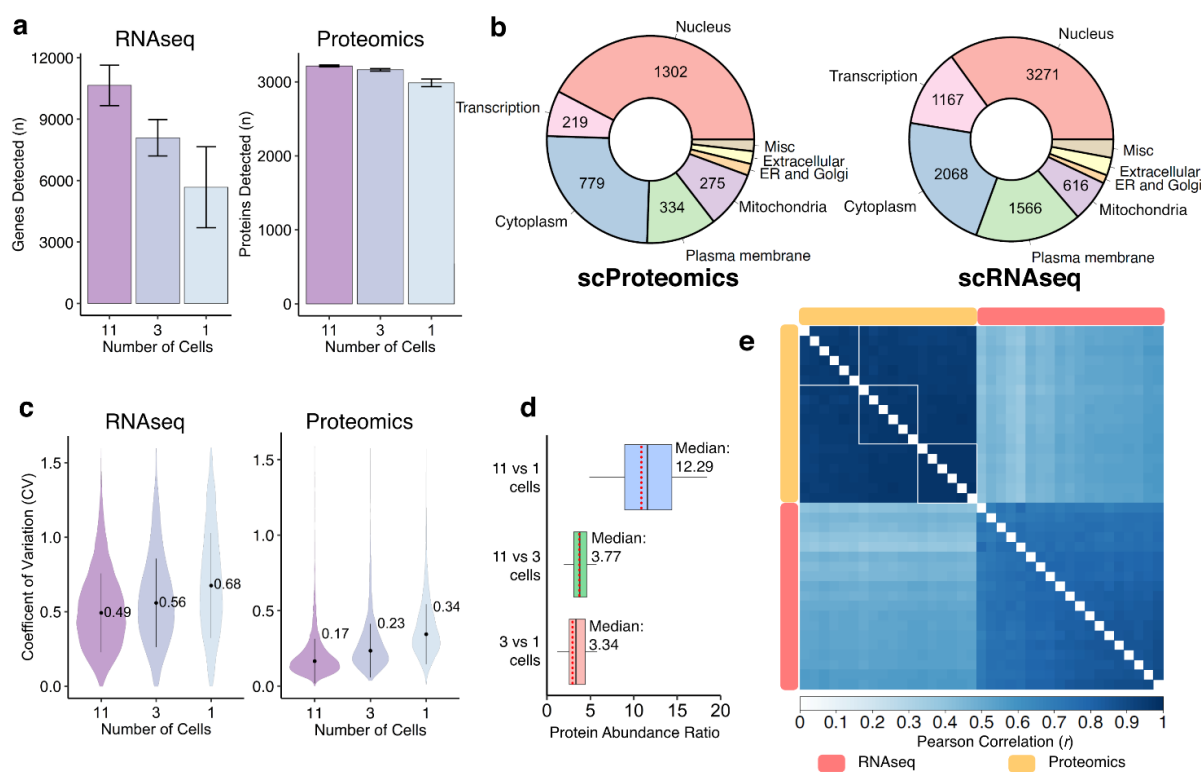 a
RNAseq
Proteomics
Genes Detected (n)
12000
9000
6000
3000
0
11
3
1
Number of Cells
Proteins Detected (n)
3000
2000
1000
0
11
3
1
Number of Cells
b
Nucleus
1302
Transcription
219
779
Cytoplasm
334
Plasma membrane
275
Mitochondria
ER and Golgi
Extracellular
Misc
scProteomics
Nucleus
3271
Transcription
1167
2068
Cytoplasm
1566
Plasma membrane
616
Mitochondria
ER and Golgi
Extracellular
Misc
scRNAseq
c
RNAseq
Proteomics
Coefficent of Variation (CV)
1.5
1.0
0.5
0.0
0.49
0.56
0.68
11
3
1
Number of Cells
1.5
1.0
0.5
0.0
0.17
0.23
0.34
11
3
1
Number of Cells
d
11 vs 1
cells
Median:
12.29
11 vs 3
cells
Median:
3.77
3 vs 1
cells
Median:
3.34
0
5
10
15
20
Protein Abundance Ratio
e
0
0.1
0.2
0.3
0.4
0.5
0.6
0.7
0.8
0.9
1
Pearson Correlation (r)
RNAseq
Proteomics